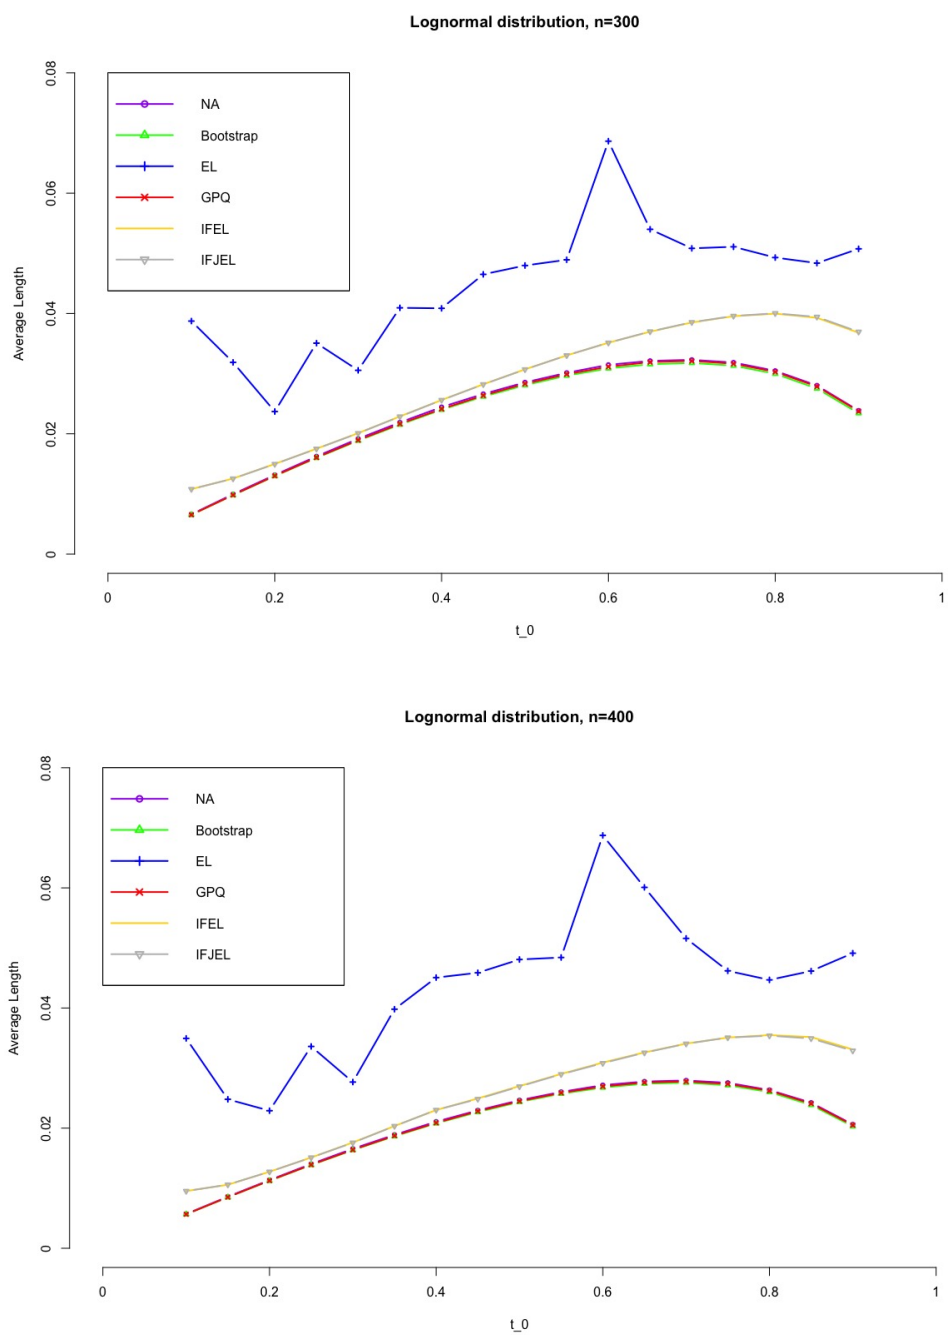 Lognormal distribution, n=300
0.08
0.06
0.04
0.02
0
Average Length
NA
Bootstrap
EL
GPQ
IFEL
IFJEL
0
0.2
0.4
0.6
0.8
1
t_0
Lognormal distribution, n=400
0.08
0.06
0.04
0.02
0
Average Length
NA
Bootstrap
EL
GPQ
IFEL
IFJEL
0
0.2
0.4
0.6
0.8
1
t_0